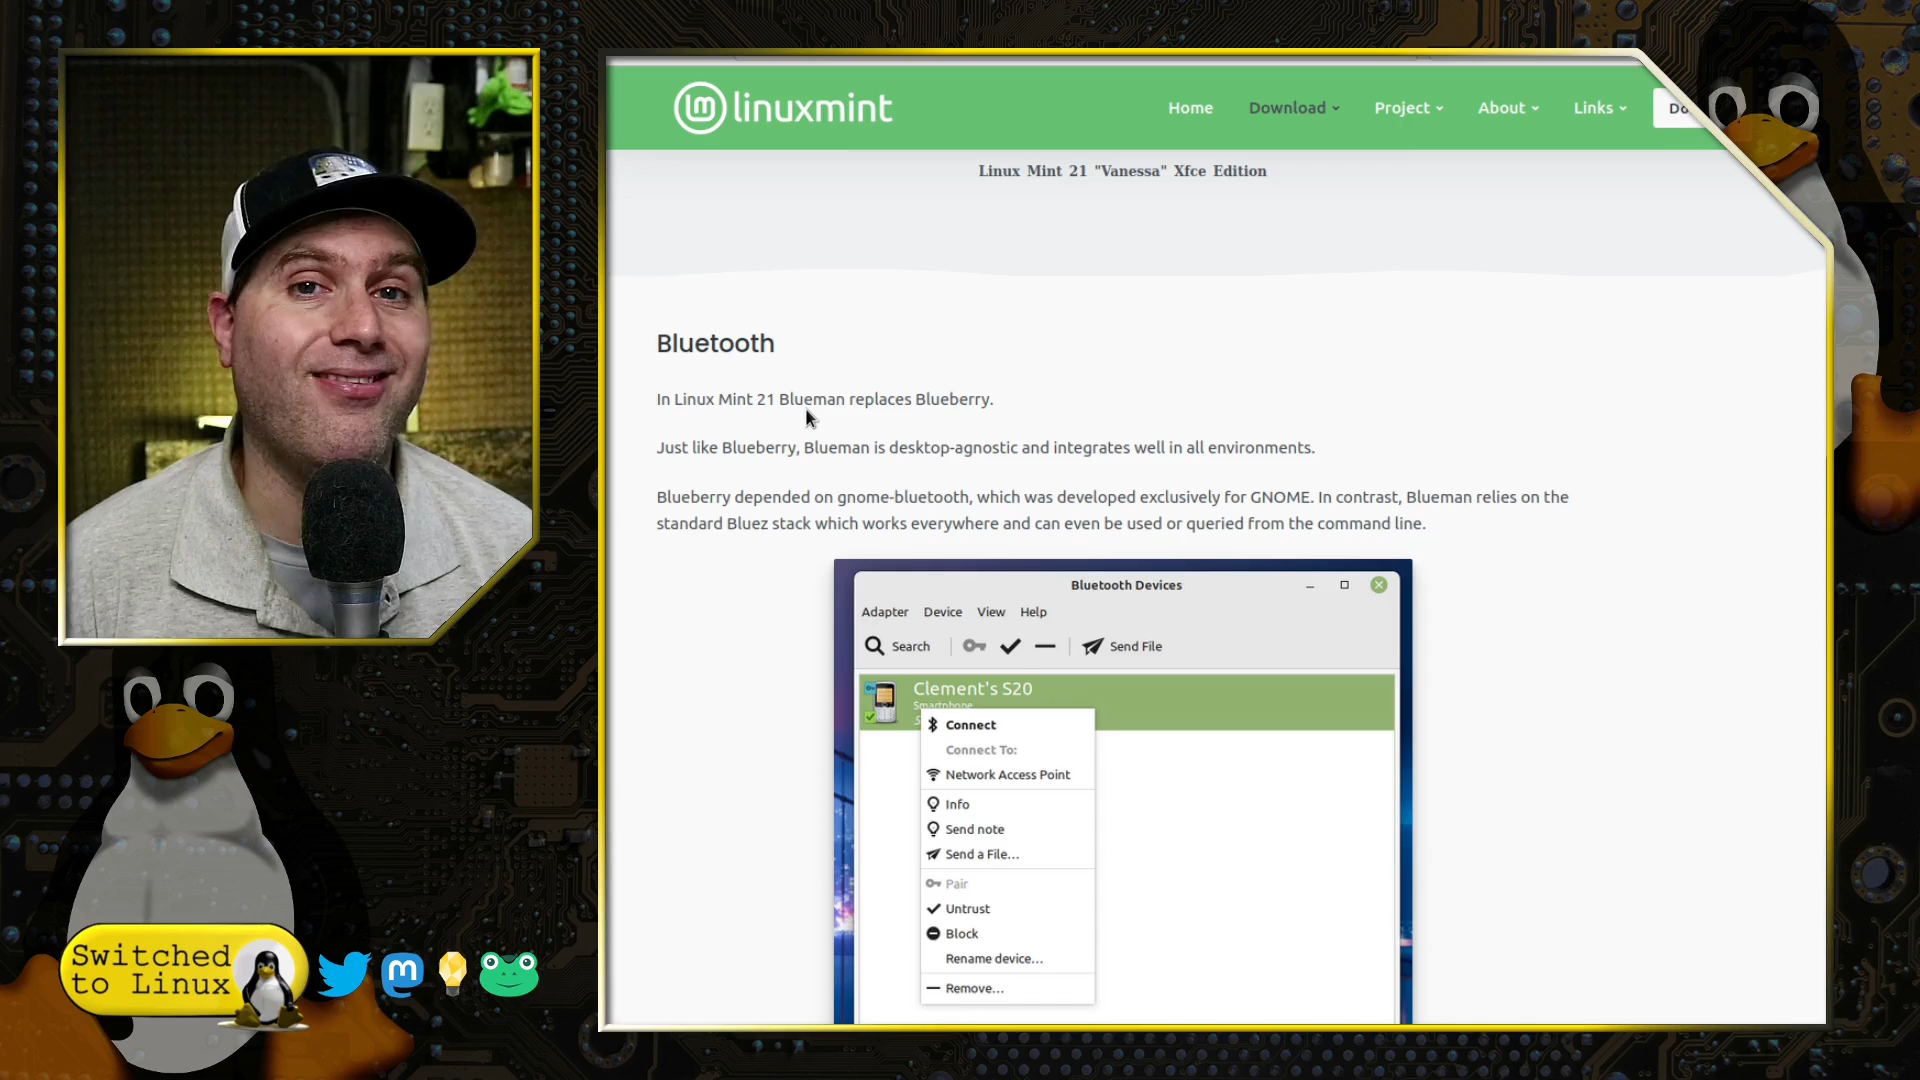 linuxmint
Home
Download
Project
About
Links
Linux Mint 21 "Vanessa" Xfce Edition
Bluetooth
In Linux Mint 21 Blueman replaces Blueberry.
Just like Blueberry, Blueman is desktop-agnostic and integrates well in all environments.
Blueberry depended on gnome-bluetooth, which was developed exclusively for GNOME. In contrast, Blueman relies on the
standard Bluez stack which works everywhere and can even be used or queried from the command line.
Bluetooth Devices
Adapter Device View Help
Search
Send File
Clement's S20
Smartphone
Connect
Connect To:
Network Access Point
Info
Send note
Send a File...
Pair
Untrust
Block
Rename device...
Remove...
Switched
to Linux